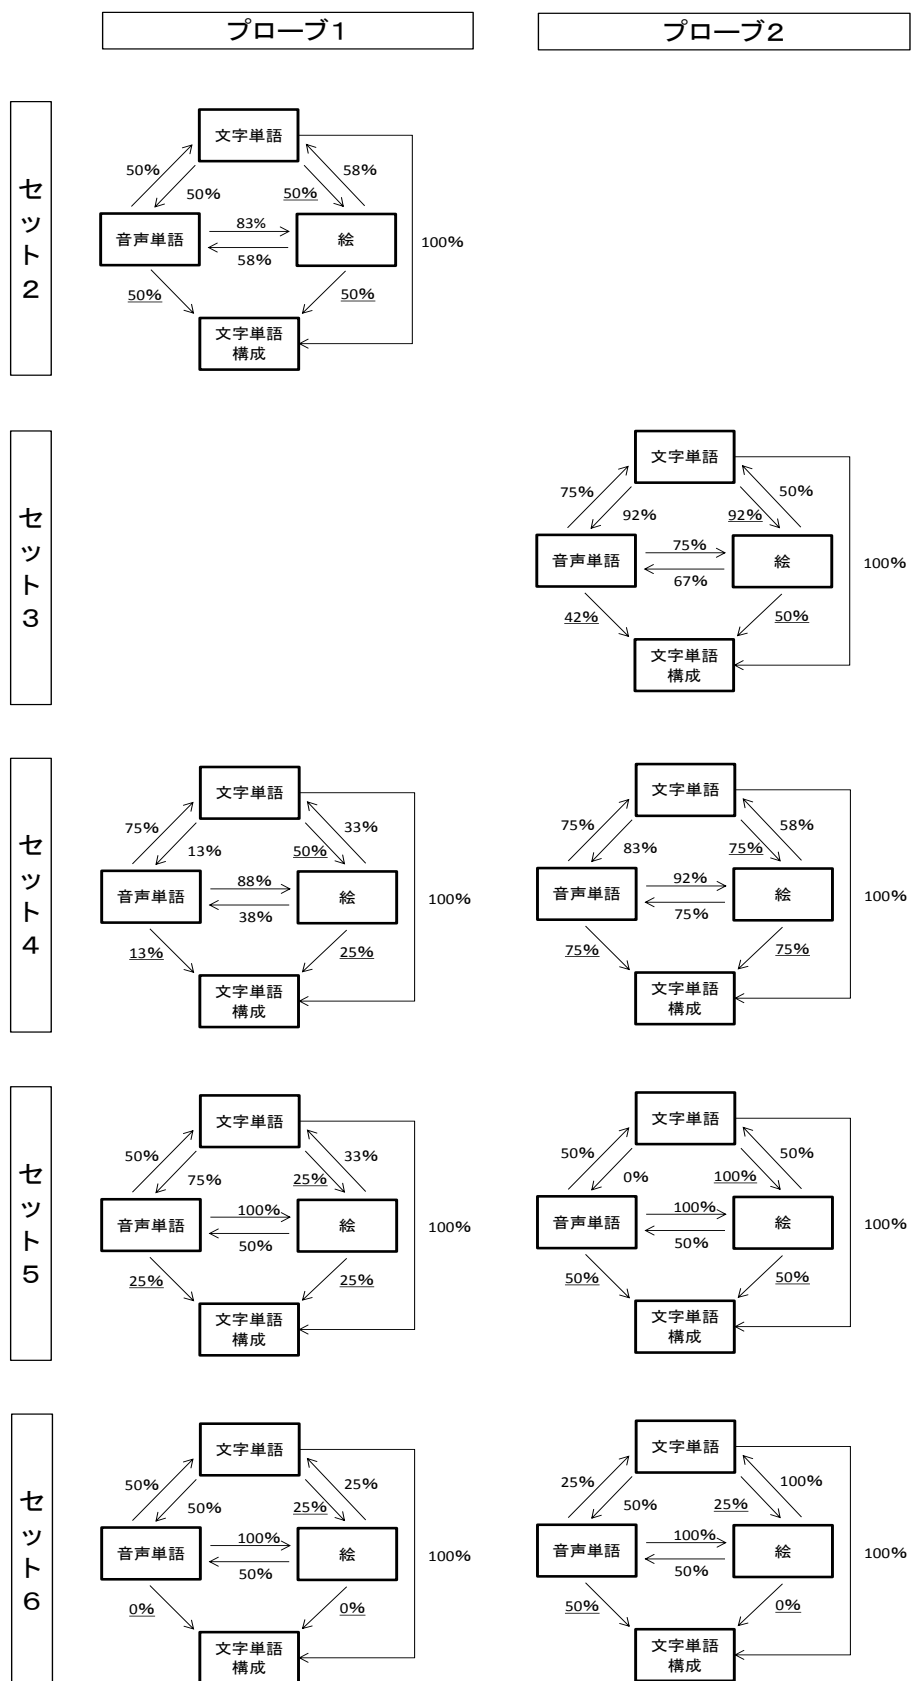 プローブ1
プローブ2
セット2
文字単語
50%
58%
50%
50%
音声単語
83%
絵
100%
58%
50%
50%
文字単語
構成
セット3
文字単語
75%
50%
92%
92%
音声単語
75%
絵
100%
67%
42%
50%
文字単語
構成
セット4
文字単語
75%
33%
13%
50%
音声単語
88%
絵
100%
38%
13%
25%
文字単語
構成
文字単語
75%
58%
83%
75%
音声単語
92%
絵
100%
75%
75%
75%
文字単語
構成
セット5
文字単語
50%
33%
75%
25%
音声単語
100%
絵
100%
50%
25%
25%
文字単語
構成
文字単語
50%
50%
0%
100%
音声単語
100%
絵
100%
50%
50%
50%
文字単語
構成
セット6
文字単語
50%
25%
50%
25%
音声単語
100%
絵
100%
50%
0%
0%
文字単語
構成
文字単語
25%
100%
50%
25%
音声単語
100%
絵
100%
50%
50%
0%
文字単語
構成